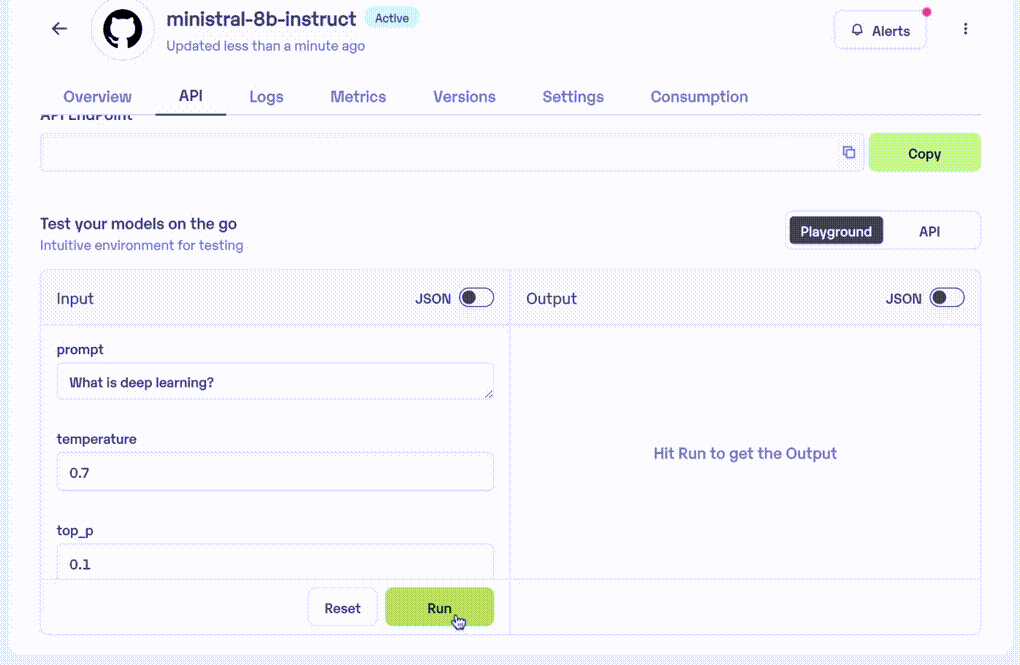 ministral-8b-instruct Active
Updated less than a minute ago
Alerts
Overview API Logs Metrics Versions Settings Consumption
API EndPoint
Copy
Test your models on the go
Intuitive environment for testing
Playground API
Input JSON
Output JSON
prompt
What is deep learning?
temperature
0.7
top_p
0.1
Hit Run to get the Output
Reset Run